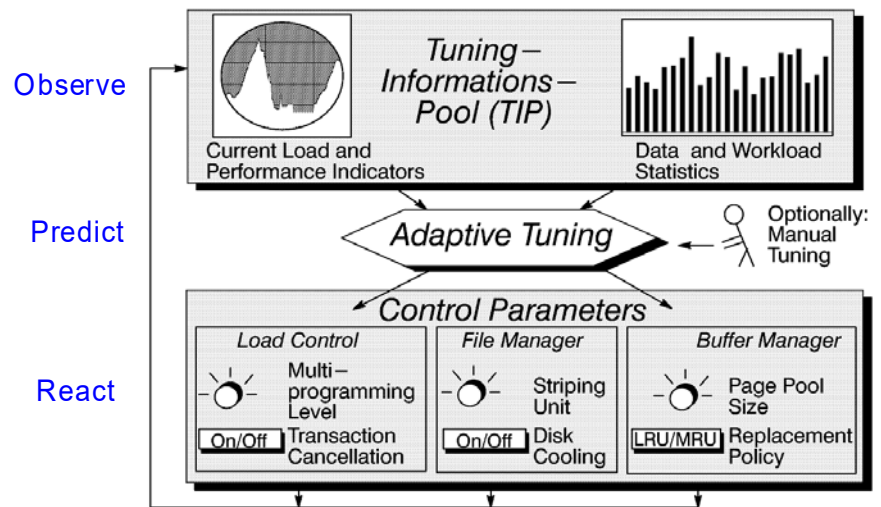 Observe
Tuning–
Informations–
Pool (TIP)
Current Load and
Performance Indicators
Data and Workload
Statistics
Predict
Adaptive Tuning
Optionally:
Manual
Tuning
React
Control Parameters
Load Control
Multi–
programming
Level
On/Off
Transaction
Cancellation
File Manager
Striping
Unit
On/Off
Disk
Cooling
Buffer Manager
Page Pool
Size
LRU/MRU
Replacement
Policy